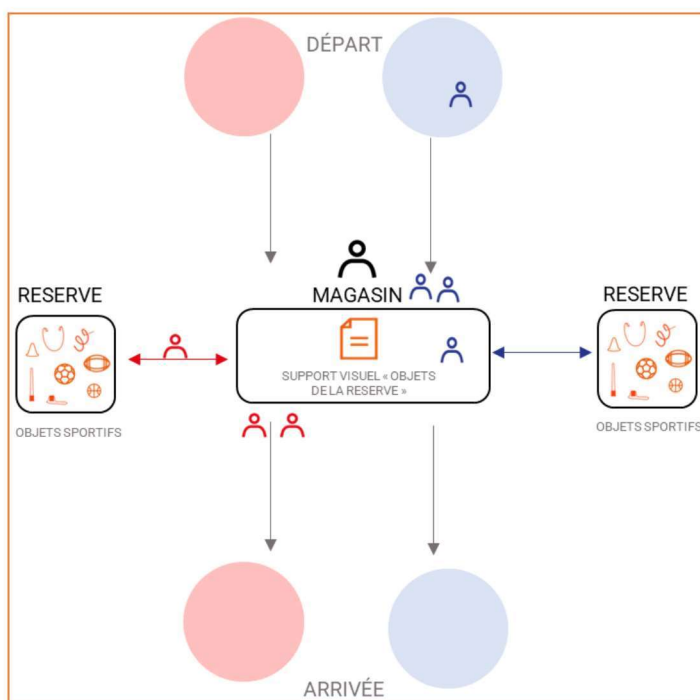 DÉPART
RESERVE
MAGASIN
RESERVE
SUPPORT VISUEL « OBJETS
DE LA RESERVE »
OBJETS SPORTIFS
OBJETS SPORTIFS
ARRIVÉE